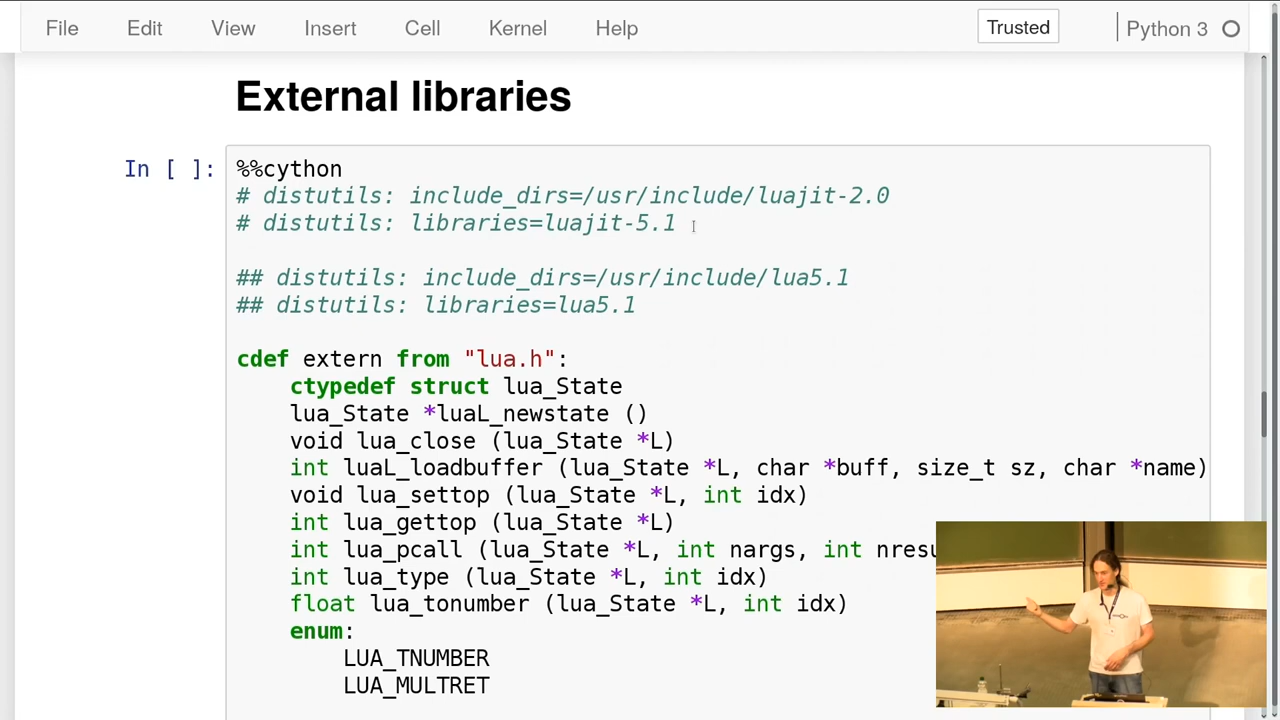 File Edit View Insert Cell Kernel Help Trusted Python 3
External libraries
In [ ]: %%cython
# distutils: include_dirs=/usr/include/luajit-2.0
# distutils: libraries=luajit-5.1
## distutils: include_dirs=/usr/include/lua5.1
## distutils: libraries=lua5.1
cdef extern from "lua.h":
    ctypedef struct lua_State
    lua_State *luaL_newstate ()
    void lua_close (lua_State *L)
    int luaL_loadbuffer (lua_State *L, char *buff, size_t sz, char *name)
    void lua_settop (lua_State *L, int idx)
    int lua_gettop (lua_State *L)
    int lua_pcall (lua_State *L, int nargs, int nresu
    int lua_type (lua_State *L, int idx)
    float lua_tonumber (lua_State *L, int idx)
    enum:
        LUA_TNUMBER
        LUA_MULTRET